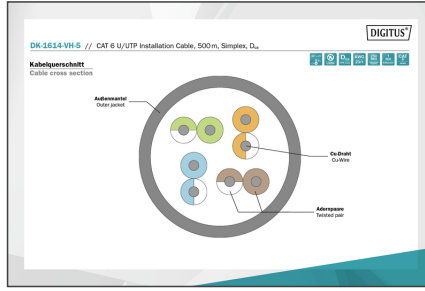 DIGITUS®
DK-1614-VH-5 // CAT 6 U/UTP Installation Cable, 500 m, Simplex, Dca
Kabelquerschnitt
Cable cross section
Außenmantel
Outer jacket
Cu-Draht
Cu-Wire
Adernpaare
Twisted pair